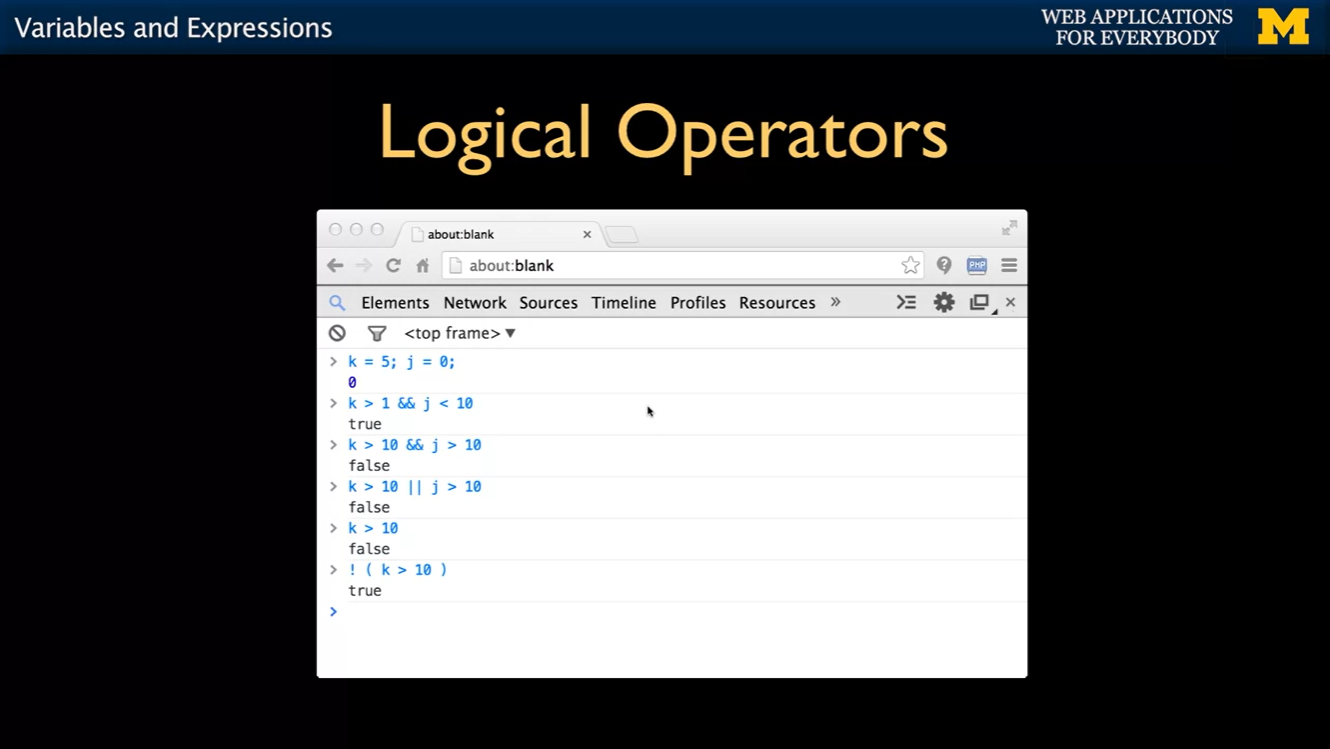 Variables and Expressions
WEB APPLICATIONS
FOR EVERYBODY
M
Logical Operators
about:blank
about:blank
PHP
Elements Network Sources Timeline Profiles Resources »
<top frame> ▼
> k = 5; j = 0;
0
> k > 1 && j < 10
true
> k > 10 && j > 10
false
> k > 10 || j > 10
false
> k > 10
false
> ! ( k > 10 )
true
>